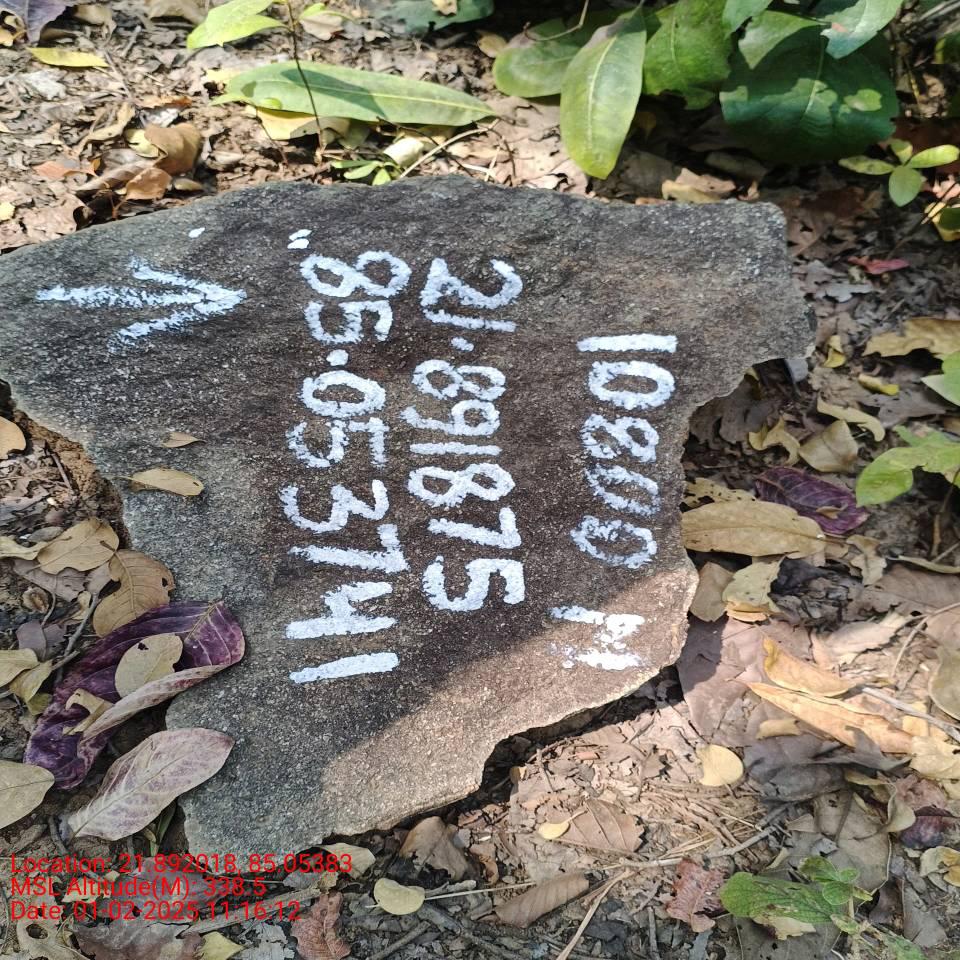 10800 M
21.891875
85.053741
Location: 21.892018, 85.05383
MSL Altitude(M): 338.5
Date: 01-02-2025 11:16:12